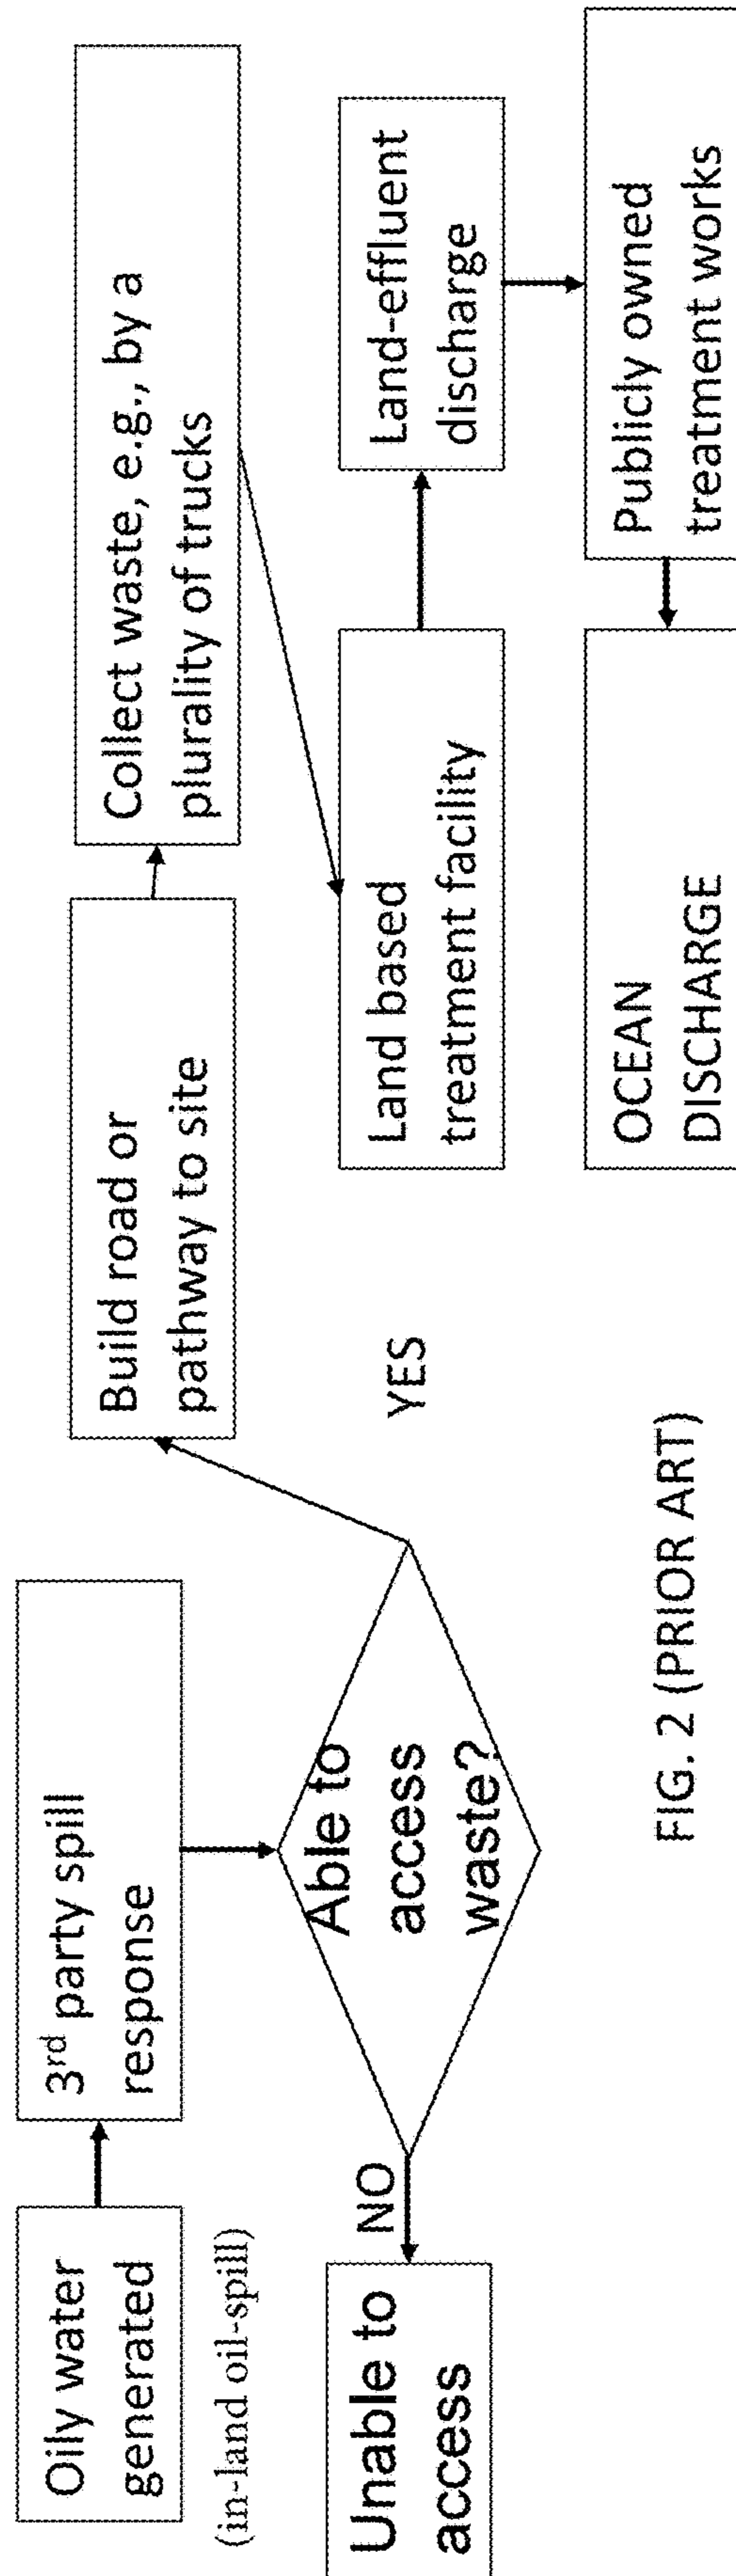 Oily water
generated
(in-land oil-spill)
3rd party spill
response
Able to
access
waste?
NO
Unable to
access
YES
Build road or
pathway to site
Collect waste, e.g., by a
plurality of trucks
Land based
treatment facility
Land-effluent
discharge
Publicly owned
treatment works
OCEAN
DISCHARGE
FIG. 2 (PRIOR ART)